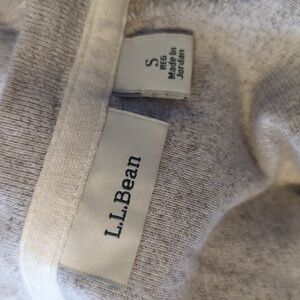 S
REG
Made in
Jordan
L.L.Bean